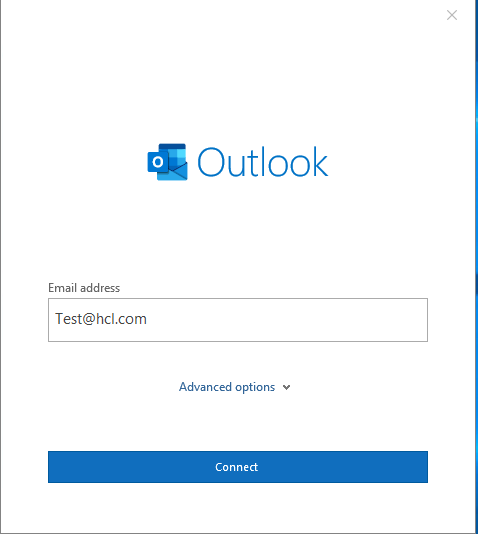 Outlook
Email address
Test@hcl.com
Advanced options
Connect